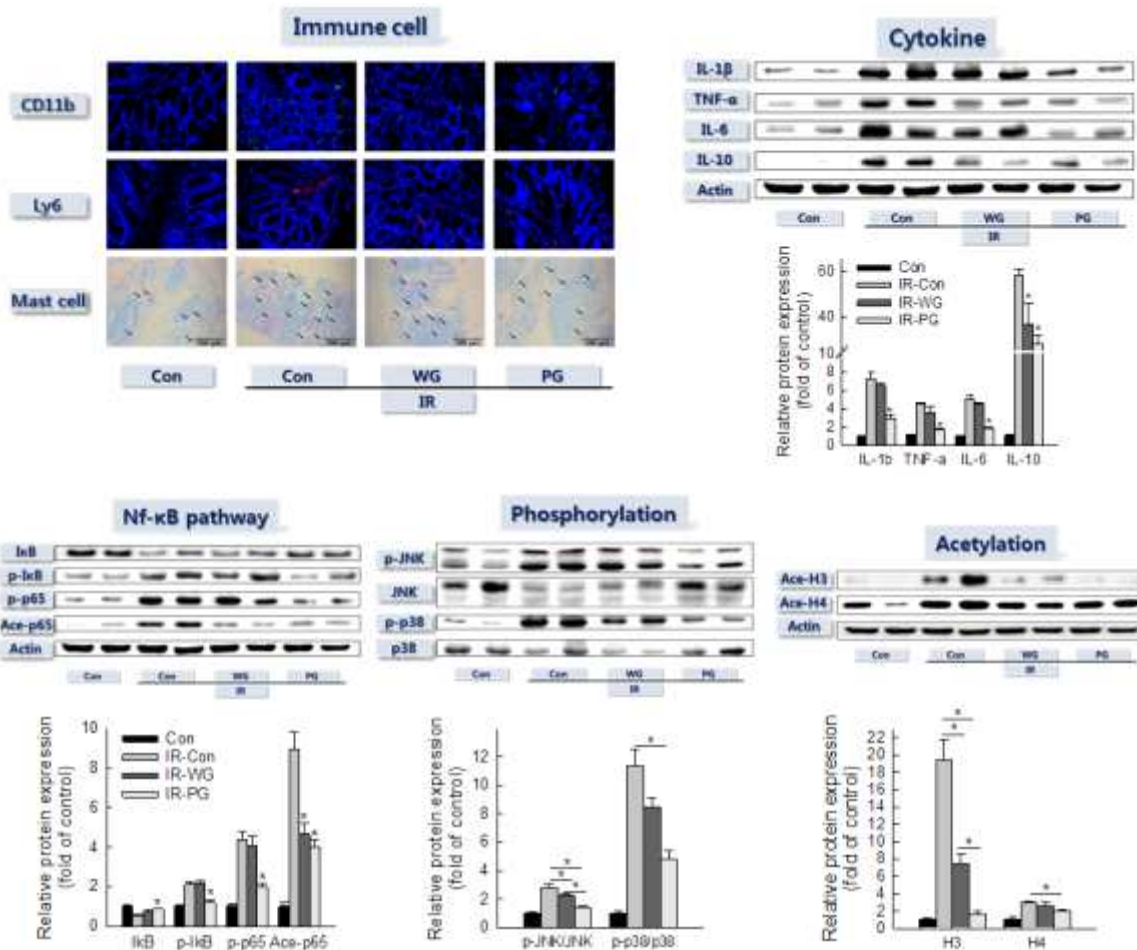 Immune cell
CD11b
Ly6
Mast cell
Con
Con
WG
PG
IR
Cytokine
IL-1β
TNF-α
IL-6
IL-10
Actin
Con
Con
WG
PG
IR
Relative protein expression
(fold of control)
60
40
10
8
6
4
2
0
Con
IR-Con
IR-WG
IR-PG
*
*
*
*
*
IL-1b TNF-a IL-6 IL-10
Nf-κB pathway
IκB
p-IκB
p-p65
Ace-p65
Actin
Con
Con
WG
PG
IR
Relative protein expression
(fold of control)
10
8
6
4
2
0
Con
IR-Con
IR-WG
IR-PG
*
*
*
*
*
IkB p-IkB p-p65 Ace-p65
Phosphorylation
p-JNK
JNK
p-p38
p38
Con
Con
WG
PG
IR
Relative protein expression
(fold of control)
12
10
8
6
4
2
0
*
*
*
*
p-JNK/JNK p-p38/p38
Acetylation
Ace-H3
Ace-H4
Actin
Con
Con
WG
PG
IR
Relative protein expression
(fold of control)
22
20
18
16
14
12
10
8
6
4
2
0
*
*
*
*
H3 H4